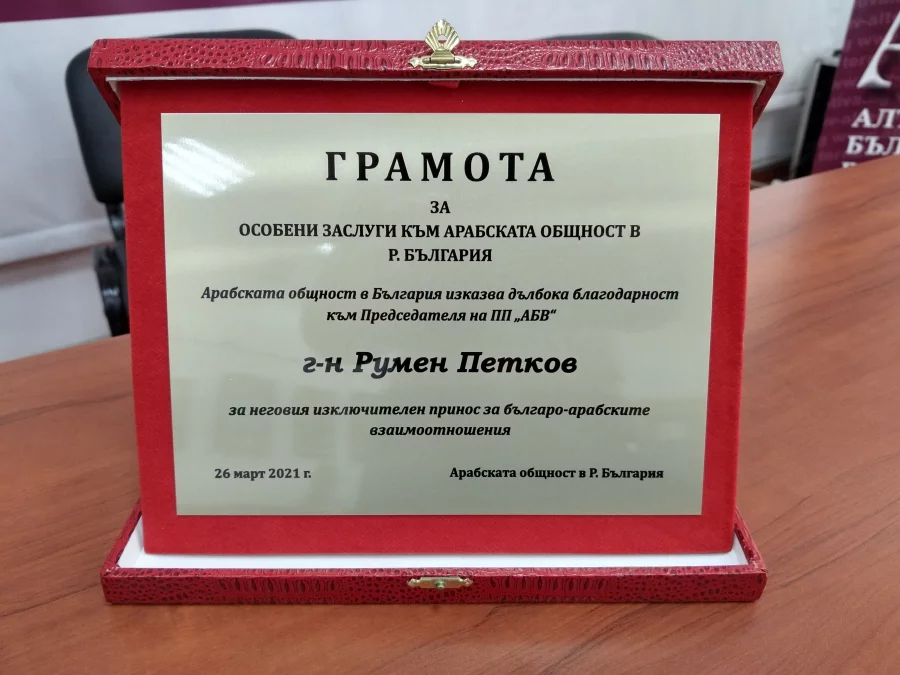 ГРАМОТА
ЗА
ОСОБЕНИ ЗАСЛУГИ КЪМ АРАБСКАТА ОБЩНОСТ В
Р. БЪЛГАРИЯ
Арабската общност в България изказва дълбока благодарност
към Председателя на ПП „АБВ“
г-н Румен Петков
за неговия изключителен принос за българо-арабските
взаимоотношения
26 март 2021 г.
Арабската общност в Р. България